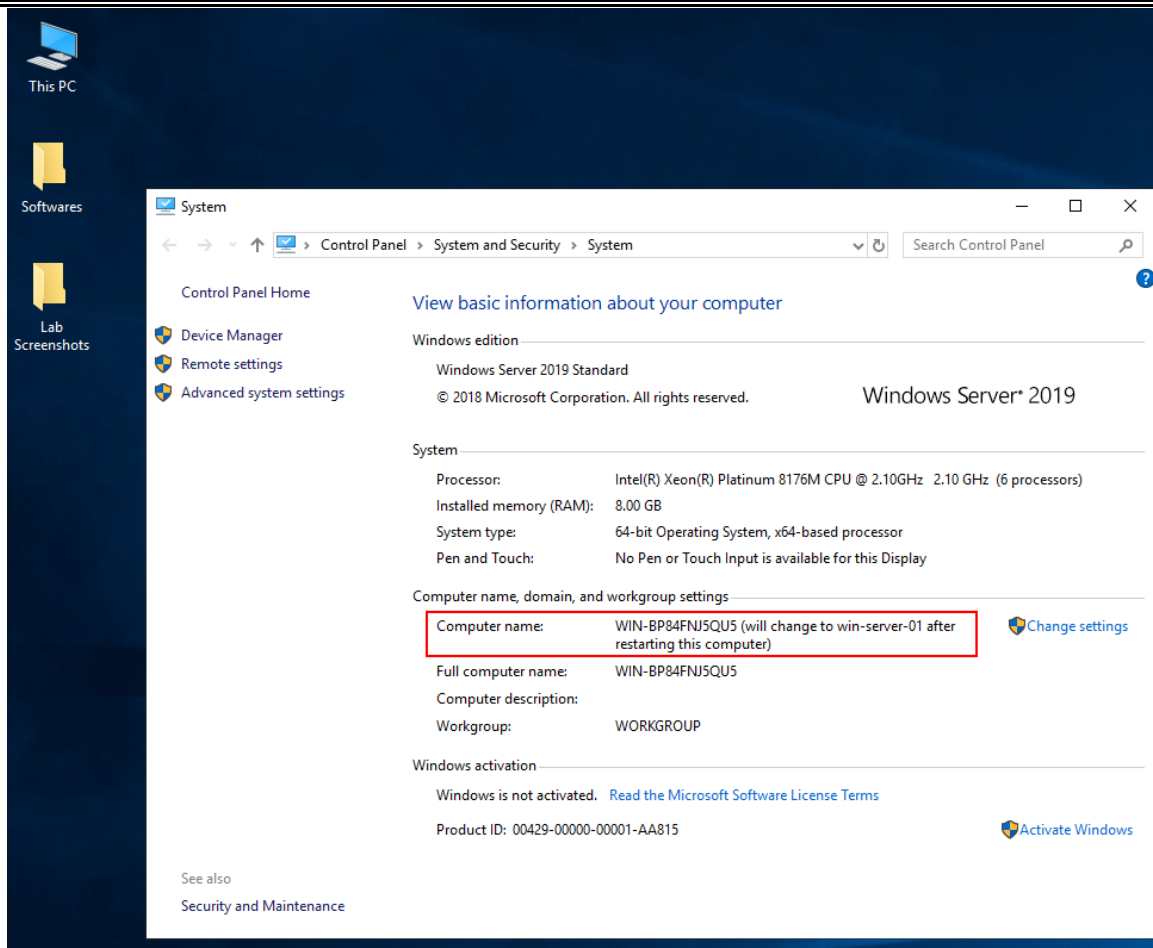 This PC
Softwares
Lab
Screenshots
System
Control Panel › System and Security › System
Search Control Panel
?
Control Panel Home
Device Manager
Remote settings
Advanced system settings
View basic information about your computer
Windows edition
Windows Server 2019 Standard
© 2018 Microsoft Corporation. All rights reserved.
Windows Server® 2019
System
Processor: Intel(R) Xeon(R) Platinum 8176M CPU @ 2.10GHz 2.10 GHz (6 processors)
Installed memory (RAM): 8.00 GB
System type: 64-bit Operating System, x64-based processor
Pen and Touch: No Pen or Touch Input is available for this Display
Computer name, domain, and workgroup settings
Computer name: WIN-BP84FNJ5QU5 (will change to win-server-01 after
restarting this computer)
Change settings
Full computer name: WIN-BP84FNJ5QU5
Computer description:
Workgroup: WORKGROUP
Windows activation
Windows is not activated. Read the Microsoft Software License Terms
Product ID: 00429-00000-00001-AA815
Activate Windows
See also
Security and Maintenance